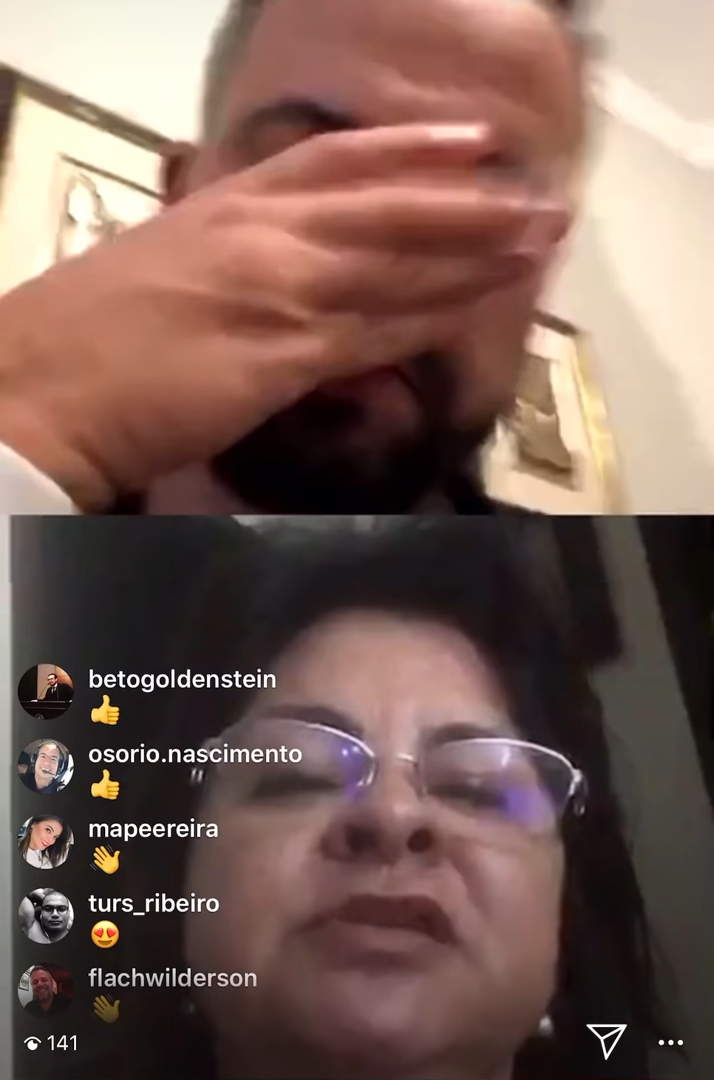 betogoldenstein
👍
osorio.nascimento
👍
mapeereira
👋
turs_ribeiro
😍
flachwilderson
👋
141